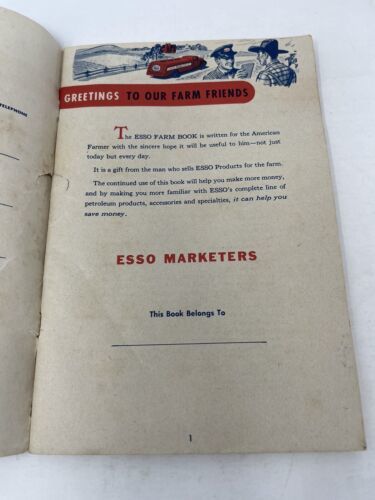 TELEPHONE
GREETINGS TO OUR FARM FRIENDS
The ESSO FARM BOOK is written for the American
Farmer with the sincere hope it will be useful to him—not just
today but every day.
It is a gift from the man who sells ESSO Products for the farm.
The continued use of this book will help you make more money,
and by making you more familiar with ESSO's complete line of
petroleum products, accessories and specialties, it can help you
save money.
ESSO MARKETERS
This Book Belongs To
1